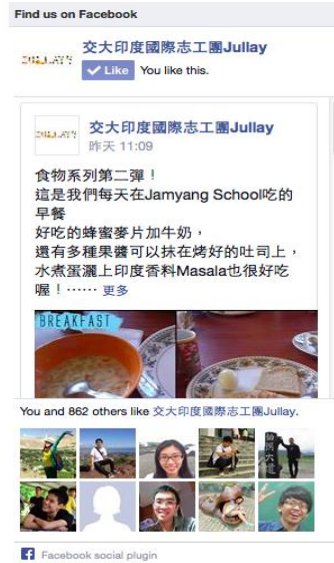 Find us on Facebook
交大印度國際志工團Jullay
Like You like this.
交大印度國際志工團Jullay
昨天 11:09
食物系列第二彈！
這是我們每天在Jamyang School吃的
早餐
好吃的蜂蜜麥片加牛奶，
還有多種果醬可以抹在烤好的吐司上，
水煮蛋灑上印度香料Masala也很好吃
喔！…… 更多
BREAKFAST
You and 862 others like 交大印度國際志工團Jullay.
Facebook social plugin